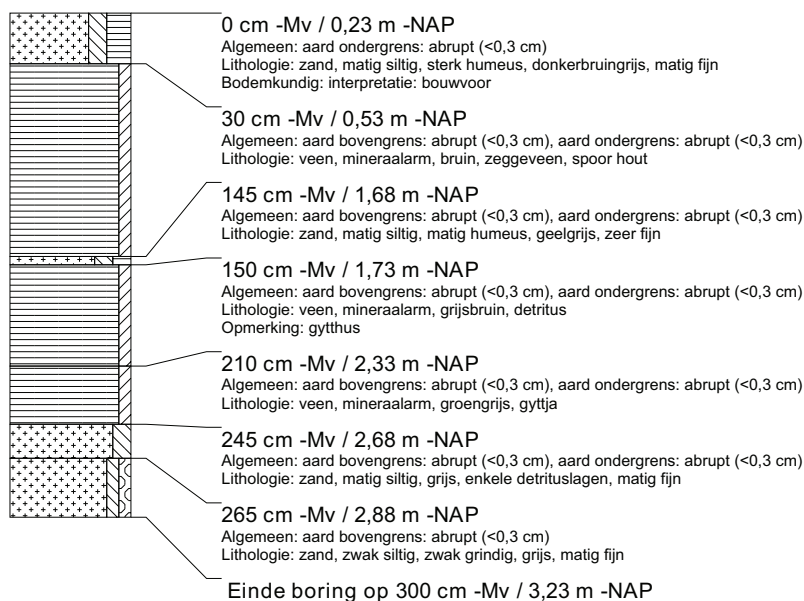 0 cm -Mv / 0,23 m -NAP
Algemeen: aard ondergrens: abrupt (<0,3 cm)
Lithologie: zand, matig siltig, sterk humeus, donkerbruingrijs, matig fijn
Bodemkundig: interpretatie: bouwvoor
30 cm -Mv / 0,53 m -NAP
Algemeen: aard bovengrens: abrupt (<0,3 cm), aard ondergrens: abrupt (<0,3 cm)
Lithologie: veen, mineraalarm, bruin, zeggeveen, spoor hout
145 cm -Mv / 1,68 m -NAP
Algemeen: aard bovengrens: abrupt (<0,3 cm), aard ondergrens: abrupt (<0,3 cm)
Lithologie: zand, matig siltig, matig humeus, geelgrijs, zeer fijn
150 cm -Mv / 1,73 m -NAP
Algemeen: aard bovengrens: abrupt (<0,3 cm), aard ondergrens: abrupt (<0,3 cm)
Lithologie: veen, mineraalarm, grijsbruin, detritus
Opmerking: gytthus
210 cm -Mv / 2,33 m -NAP
Algemeen: aard bovengrens: abrupt (<0,3 cm), aard ondergrens: abrupt (<0,3 cm)
Lithologie: veen, mineraalarm, groengrijs, gyttja
245 cm -Mv / 2,68 m -NAP
Algemeen: aard bovengrens: abrupt (<0,3 cm), aard ondergrens: abrupt (<0,3 cm)
Lithologie: zand, matig siltig, grijs, enkele detrituslagen, matig fijn
265 cm -Mv / 2,88 m -NAP
Algemeen: aard bovengrens: abrupt (<0,3 cm)
Lithologie: zand, zwak siltig, zwak grindig, grijs, matig fijn
Einde boring op 300 cm -Mv / 3,23 m -NAP